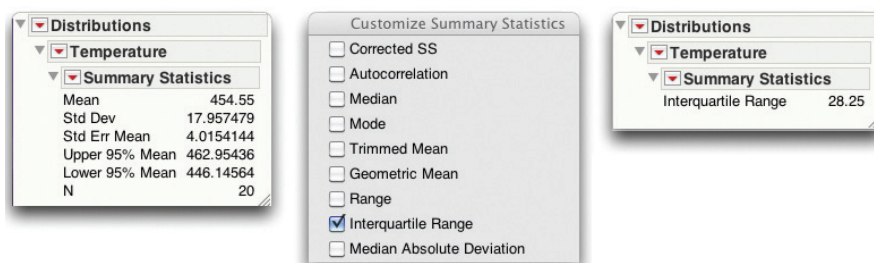 Distributions
Temperature
Summary Statistics
Mean 454.55
Std Dev 17.957479
Std Err Mean 4.0154144
Upper 95% Mean 462.95436
Lower 95% Mean 446.14564
N 20
Customize Summary Statistics
Corrected SS
Autocorrelation
Median
Mode
Trimmed Mean
Geometric Mean
Range
Interquartile Range
Median Absolute Deviation
Distributions
Temperature
Summary Statistics
Interquartile Range 28.25